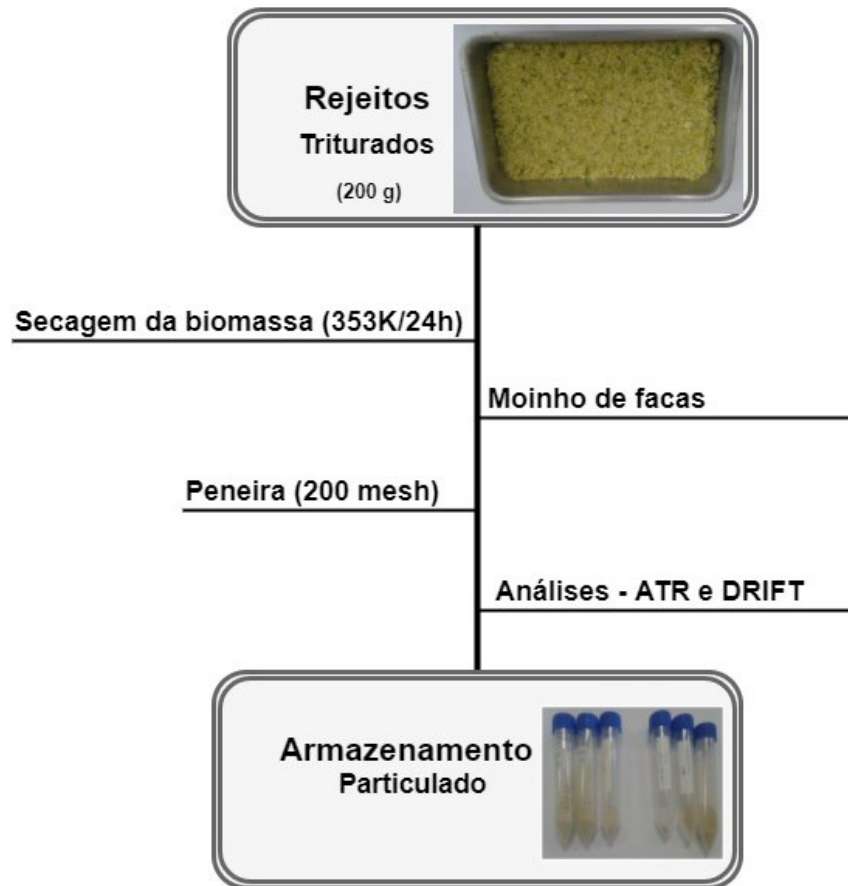 Rejeitos
Triturados
(200 g)
Secagem da biomassa (353K/24h)
Moinho de facas
Peneira (200 mesh)
Análises - ATR e DRIFT
Armazenamento
Particulado